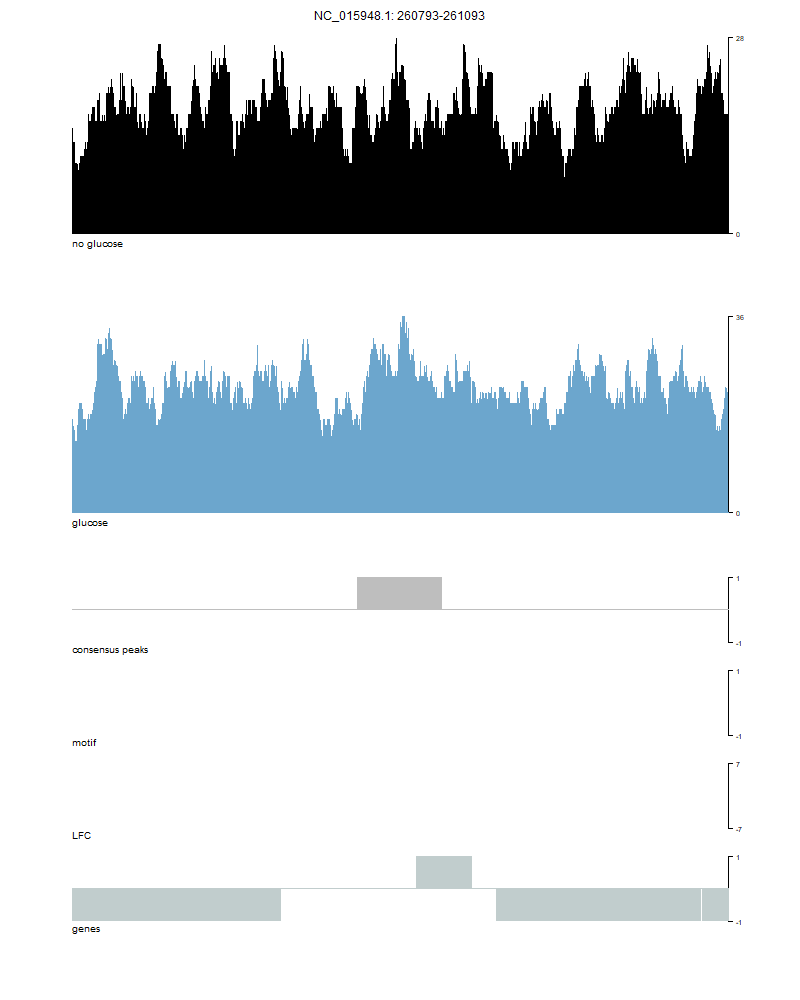 NC_015948.1: 260793-261093
28
0
no glucose
36
0
glucose
1
-1
consensus peaks
1
-1
motif
7
-7
LFC
1
-1
genes